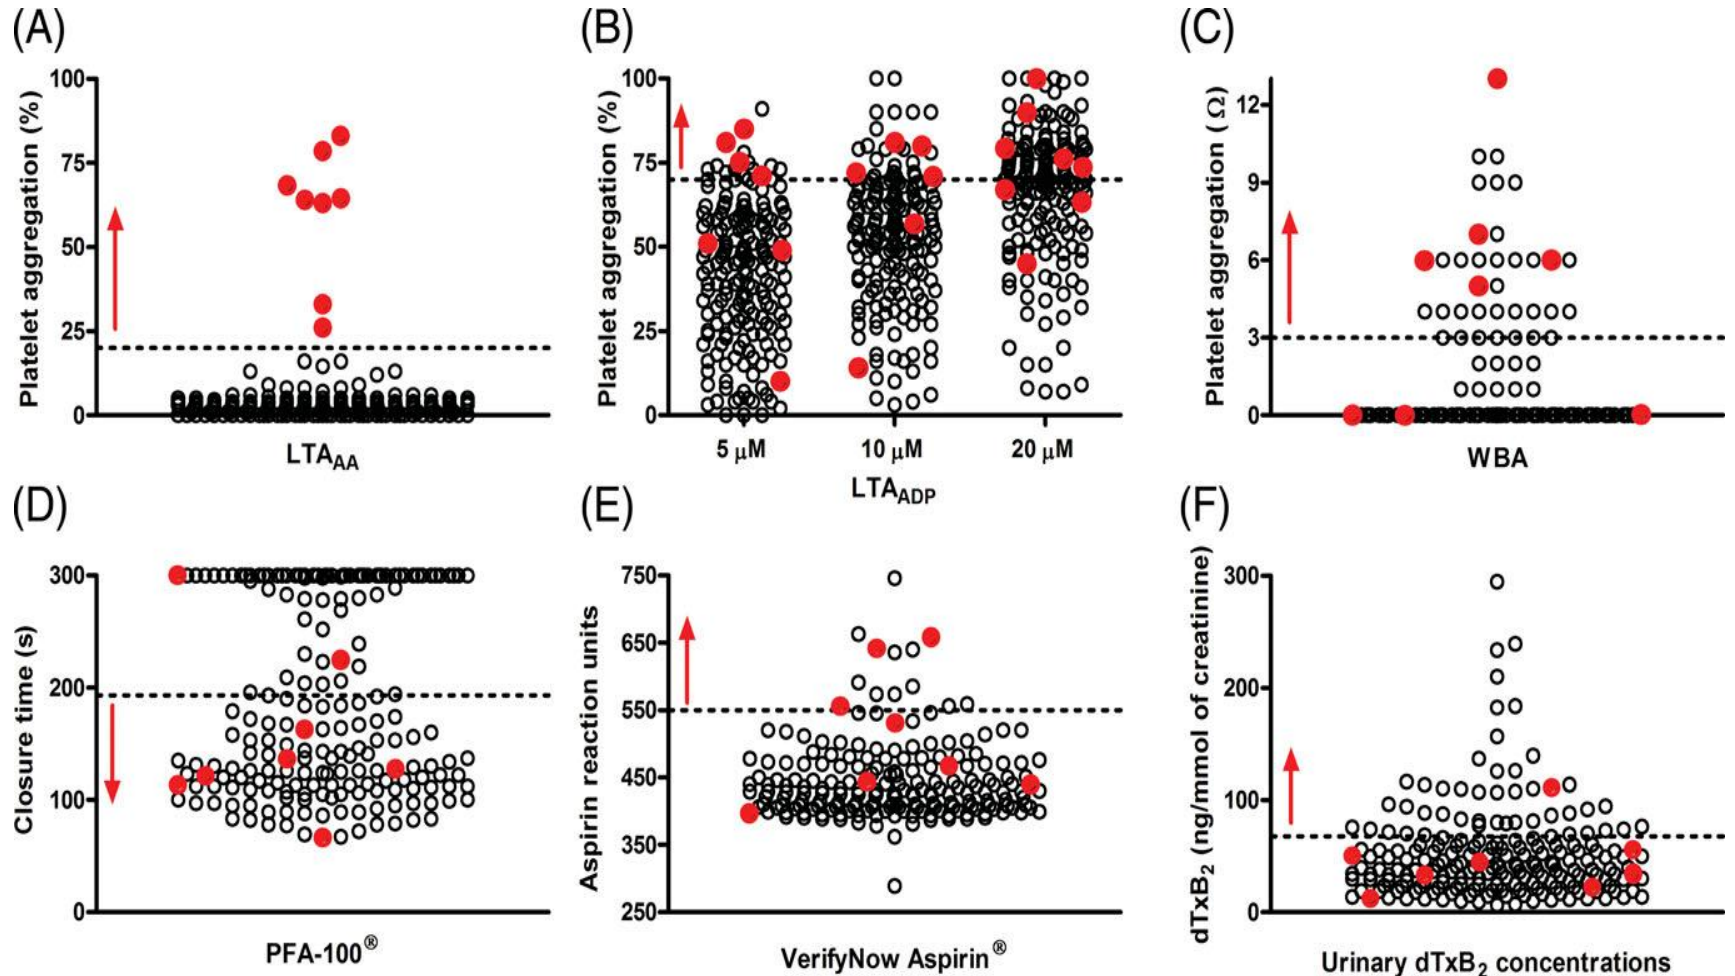 (A)
Platelet aggregation (%)
100
75
50
25
0
LTA_AA
(B)
Platelet aggregation (%)
100
75
50
25
0
5 μM
10 μM
20 μM
LTA_ADP
(C)
Platelet aggregation (Ω)
12
9
6
3
0
WBA
(D)
Closure time (s)
300
200
100
0
PFA-100®
(E)
Aspirin reaction units
750
650
550
450
350
250
VerifyNow Aspirin®
(F)
dTxB₂ (ng/mmol of creatinine)
300
200
100
0
Urinary dTxB₂ concentrations